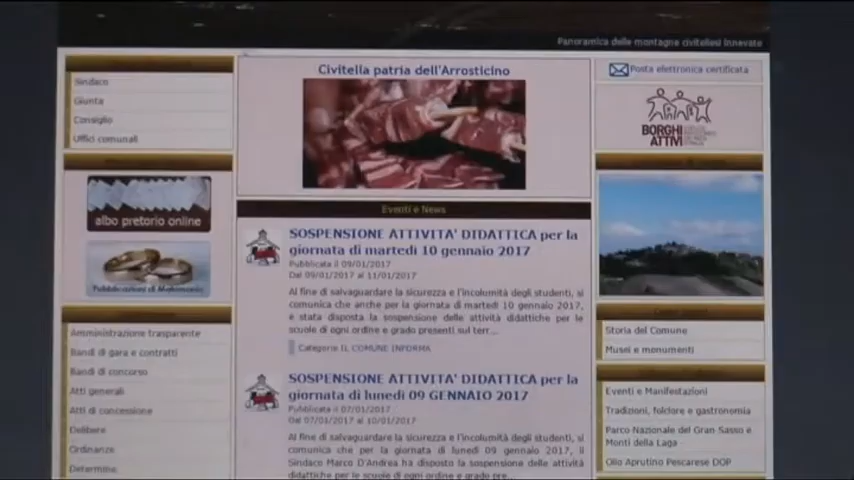 Panoramica delle montagne civitellesi innevate
Sindaco
Giunta
Consiglio
Uffici comunali
albo pretorio online
Pubblicazioni di Matrimonio
Amministrazione trasparente
Bandi di gara e contratti
Bandi di concorso
Atti generali
Atti di concessione
Delibere
Ordinanze
Determine
Civitella patria dell'Arrosticino
Eventi e News
SOSPENSIONE ATTIVITA' DIDATTICA per la
giornata di martedì 10 gennaio 2017
Pubblicata il 09/01/2017
Dal 09/01/2017 al 11/01/2017
Al fine di salvaguardare la sicurezza e l'incolumità degli studenti, si
comunica che anche per la giornata di martedì 10 gennaio 2017,
è stata disposta la sospensione delle attività didattiche per le
scuole di ogni ordine e grado presenti sul terr...
Categorie IL COMUNE INFORMA
SOSPENSIONE ATTIVITA' DIDATTICA per la
giornata di lunedì 09 GENNAIO 2017
Pubblicata il 07/01/2017
Dal 07/01/2017 al 10/01/2017
Al fine di salvaguardare la sicurezza e l'incolumità degli studenti, si
comunica che per la giornata di lunedì 09 gennaio 2017, il
Sindaco Marco D'Andrea ha disposto la sospensione delle attività
didattiche per le scuole di ogni ordine e grado pre...
Posta elettronica certificata
BORGHI
ATTIVI
Storia del Comune
Musei e monumenti
Eventi e Manifestazioni
Tradizioni, folclore e gastronomia
Parco Nazionale del Gran Sasso e
Monti della Laga
Olio Aprutino Pescarese DOP